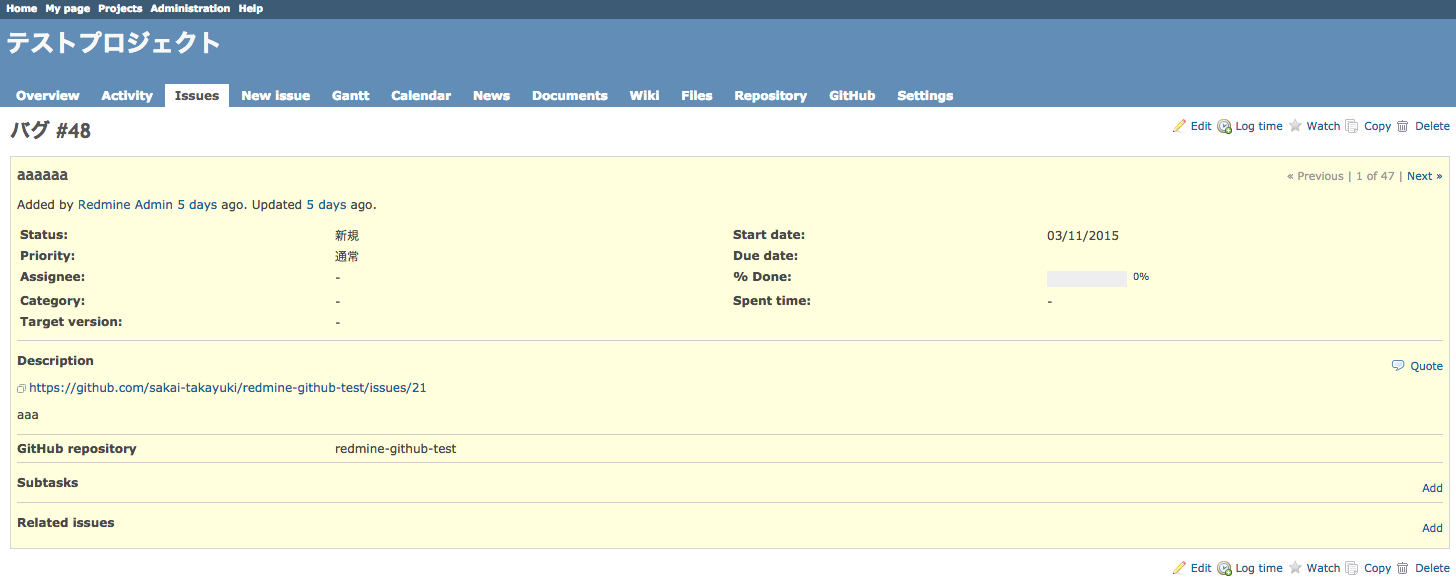 Home My page Projects Administration Help
テストプロジェクト
Overview Activity Issues New issue Gantt Calendar News Documents Wiki Files Repository GitHub Settings
バグ #48
Edit Log time Watch Copy Delete
aaaaaa
« Previous | 1 of 47 | Next »
Added by Redmine Admin 5 days ago. Updated 5 days ago.
Status: 新規 Start date: 03/11/2015
Priority: 通常 Due date:
Assignee: - % Done: 0%
Category: - Spent time: -
Target version: -
Description
Quote
https://github.com/sakai-takayuki/redmine-github-test/issues/21
aaa
GitHub repository redmine-github-test
Subtasks
Add
Related issues
Add
Edit Log time Watch Copy Delete